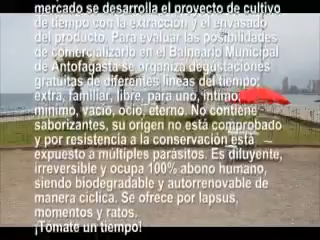 mercado se desarrolla el proyecto de cultivo
de tiempo con la extracción y el envasado
del producto. Para evaluar las posibilidades
de comercializarlo en el Balneario Municipal
de Antofagasta se organiza degustaciones
gratuitas de diferentes líneas del tiempo:
extra, familiar, libre, para uno, íntimo,
mínimo, vacío, ocio, eterno. No contiene
saborizantes, su origen no está comprobado
y por resistencia a la conservación está
expuesto a múltiples parásitos. Es diluyente,
irreversible y ocupa 100% abono humano,
siendo biodegradable y autorrenovable de
manera cíclica. Se ofrece por lapsus,
momentos y ratos.
¡Tómate un tiempo!